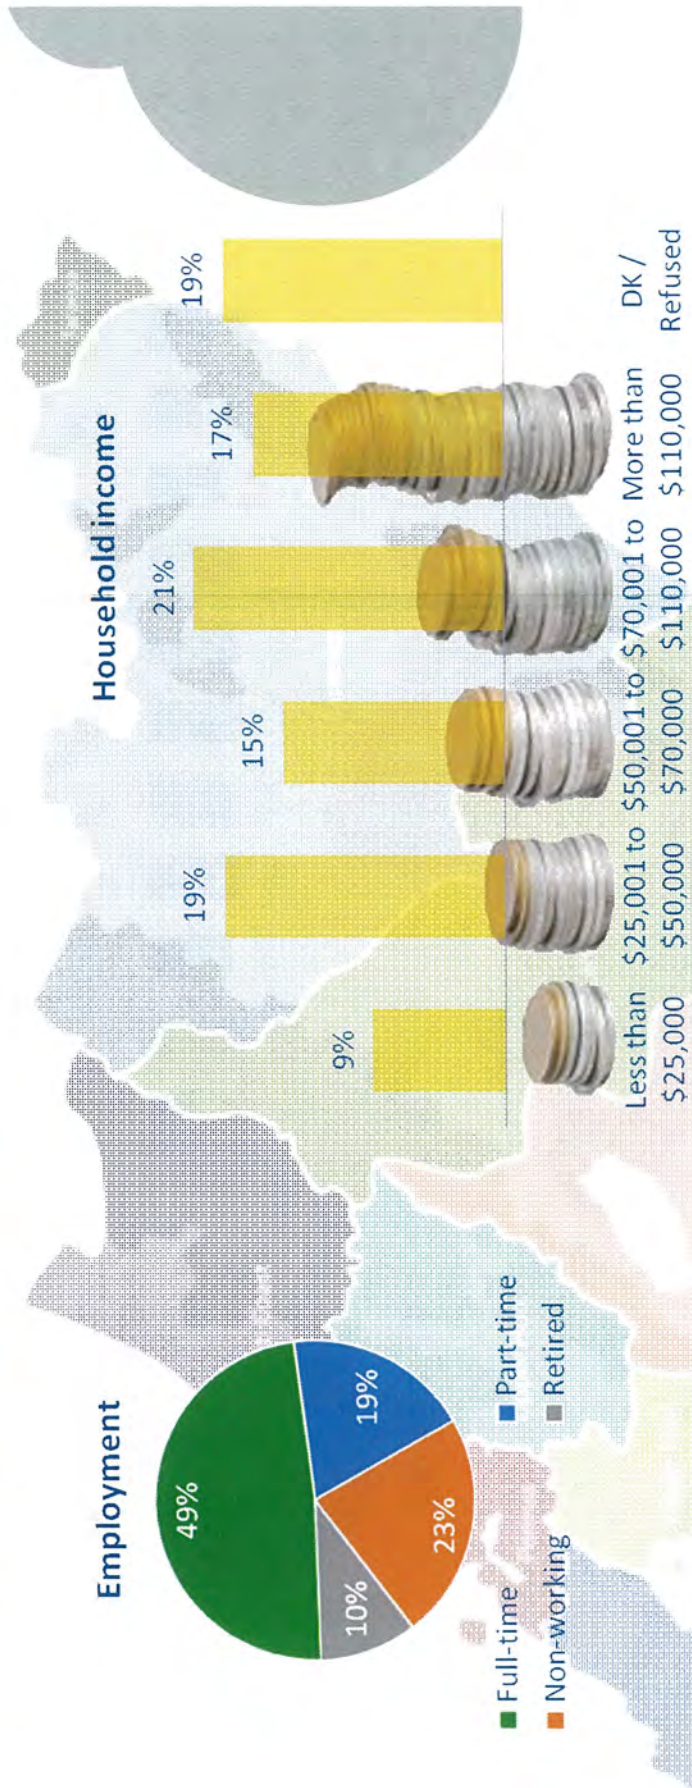 Employment
49%
19%
10%
23%
Full-time
Part-time
Non-working
Retired
Household income
9%
19%
15%
21%
17%
19%
Less than
$25,000
$25,001 to
$50,000
$50,001 to
$70,000
$70,001 to
$110,000
More than
$110,000
DK /
Refused